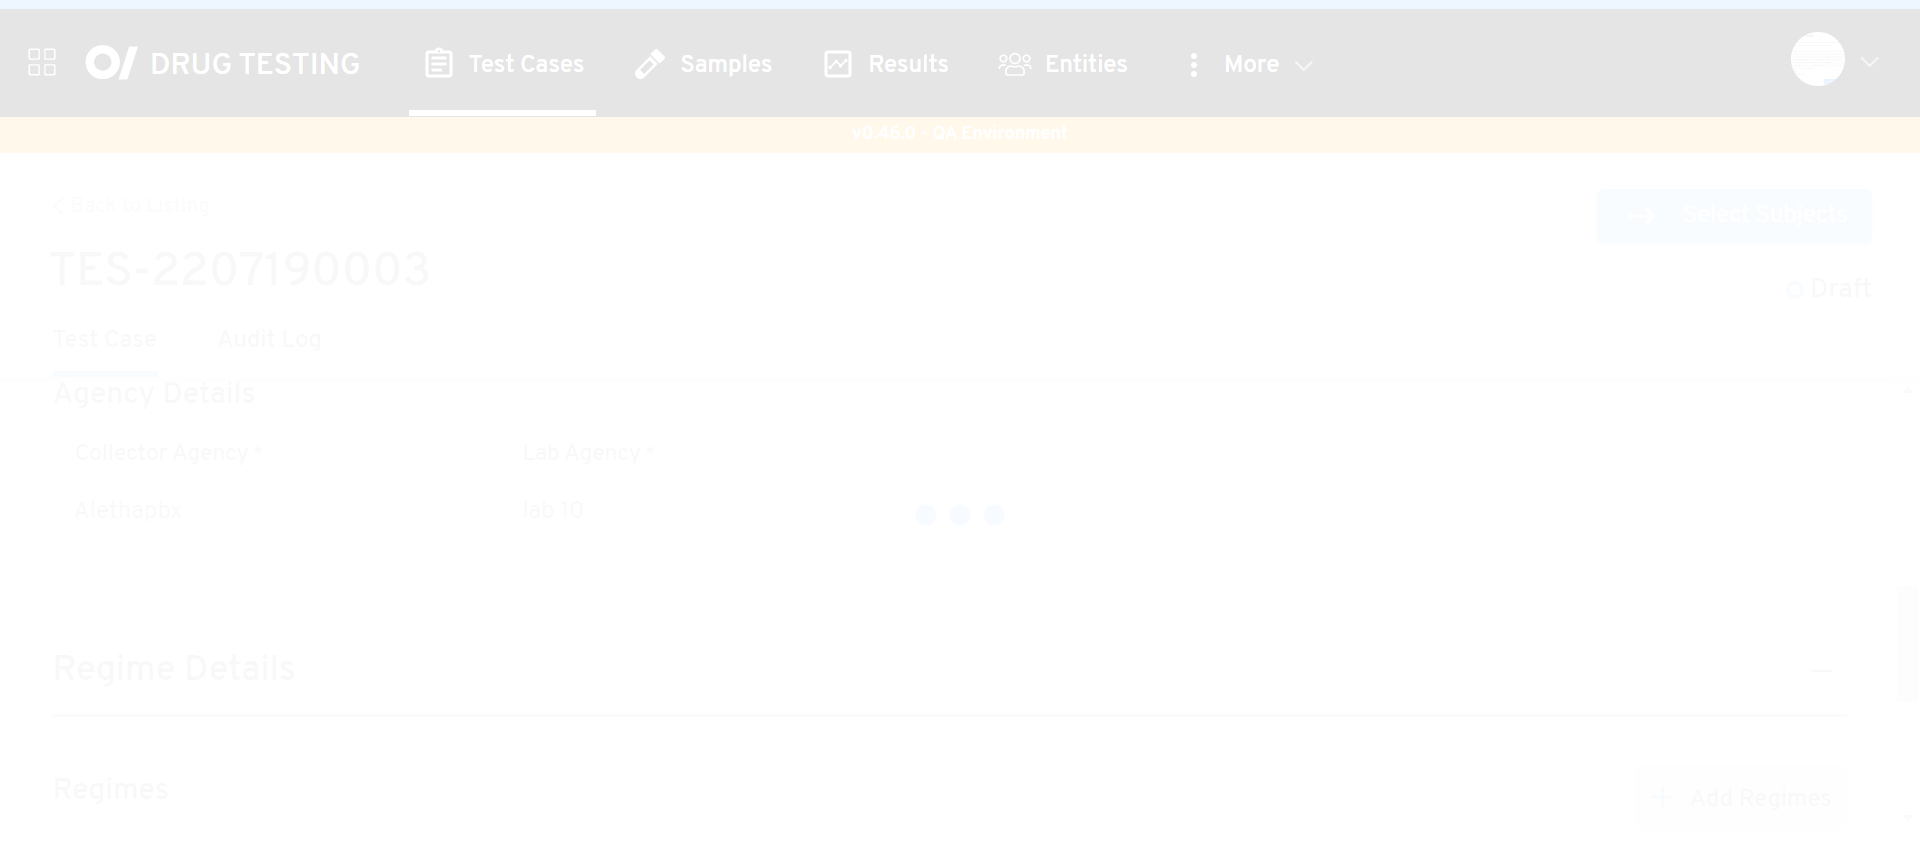 DRUG TESTING Test Cases Samples Results Entities More
v0.46.0 - QA Environment
Back to Listing
Select Subjects
TES-2207190003
Draft
Test Case Audit Log
Agency Details
Collector Agency * Lab Agency *
Alethapbx lab 10
Regime Details
Regimes
Add Regimes